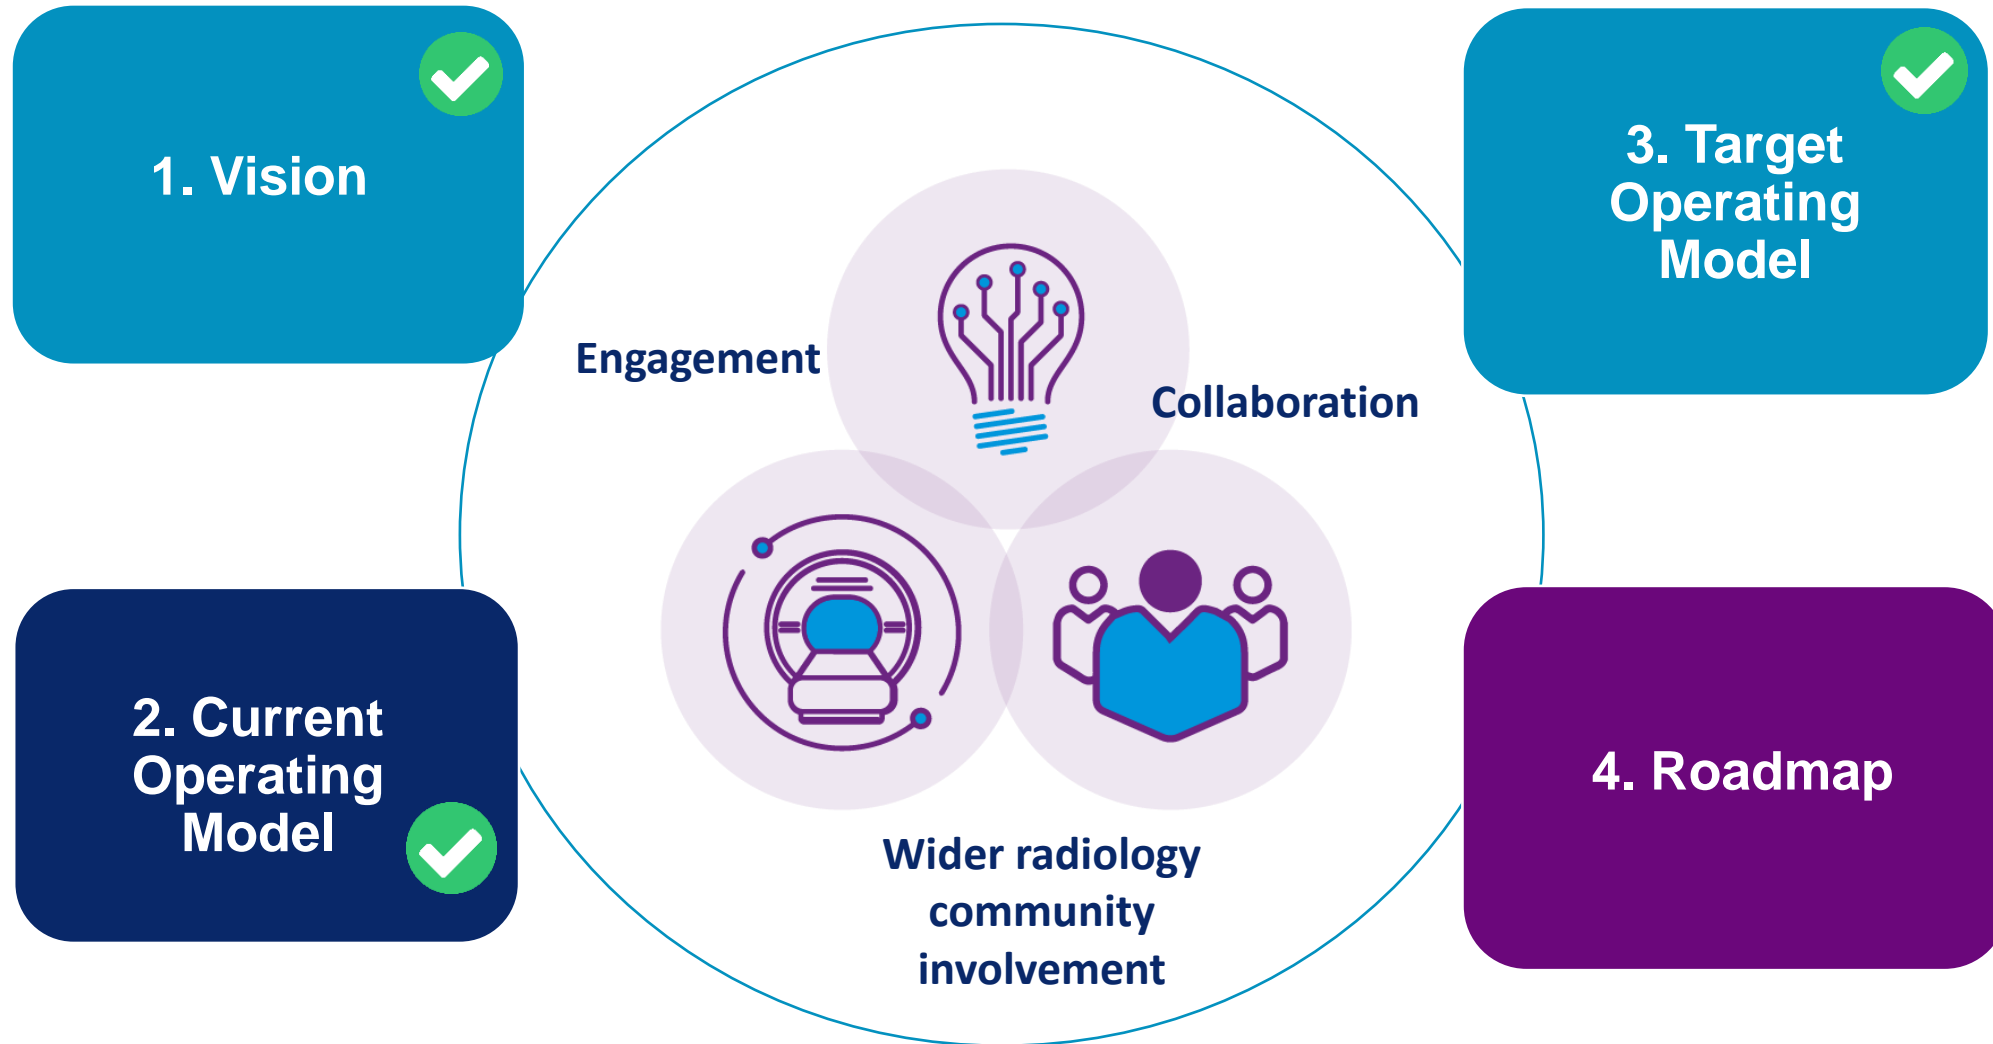 1. Vision
2. Current
Operating
Model
3. Target
Operating
Model
4. Roadmap
Engagement
Collaboration
Wider radiology
community
involvement